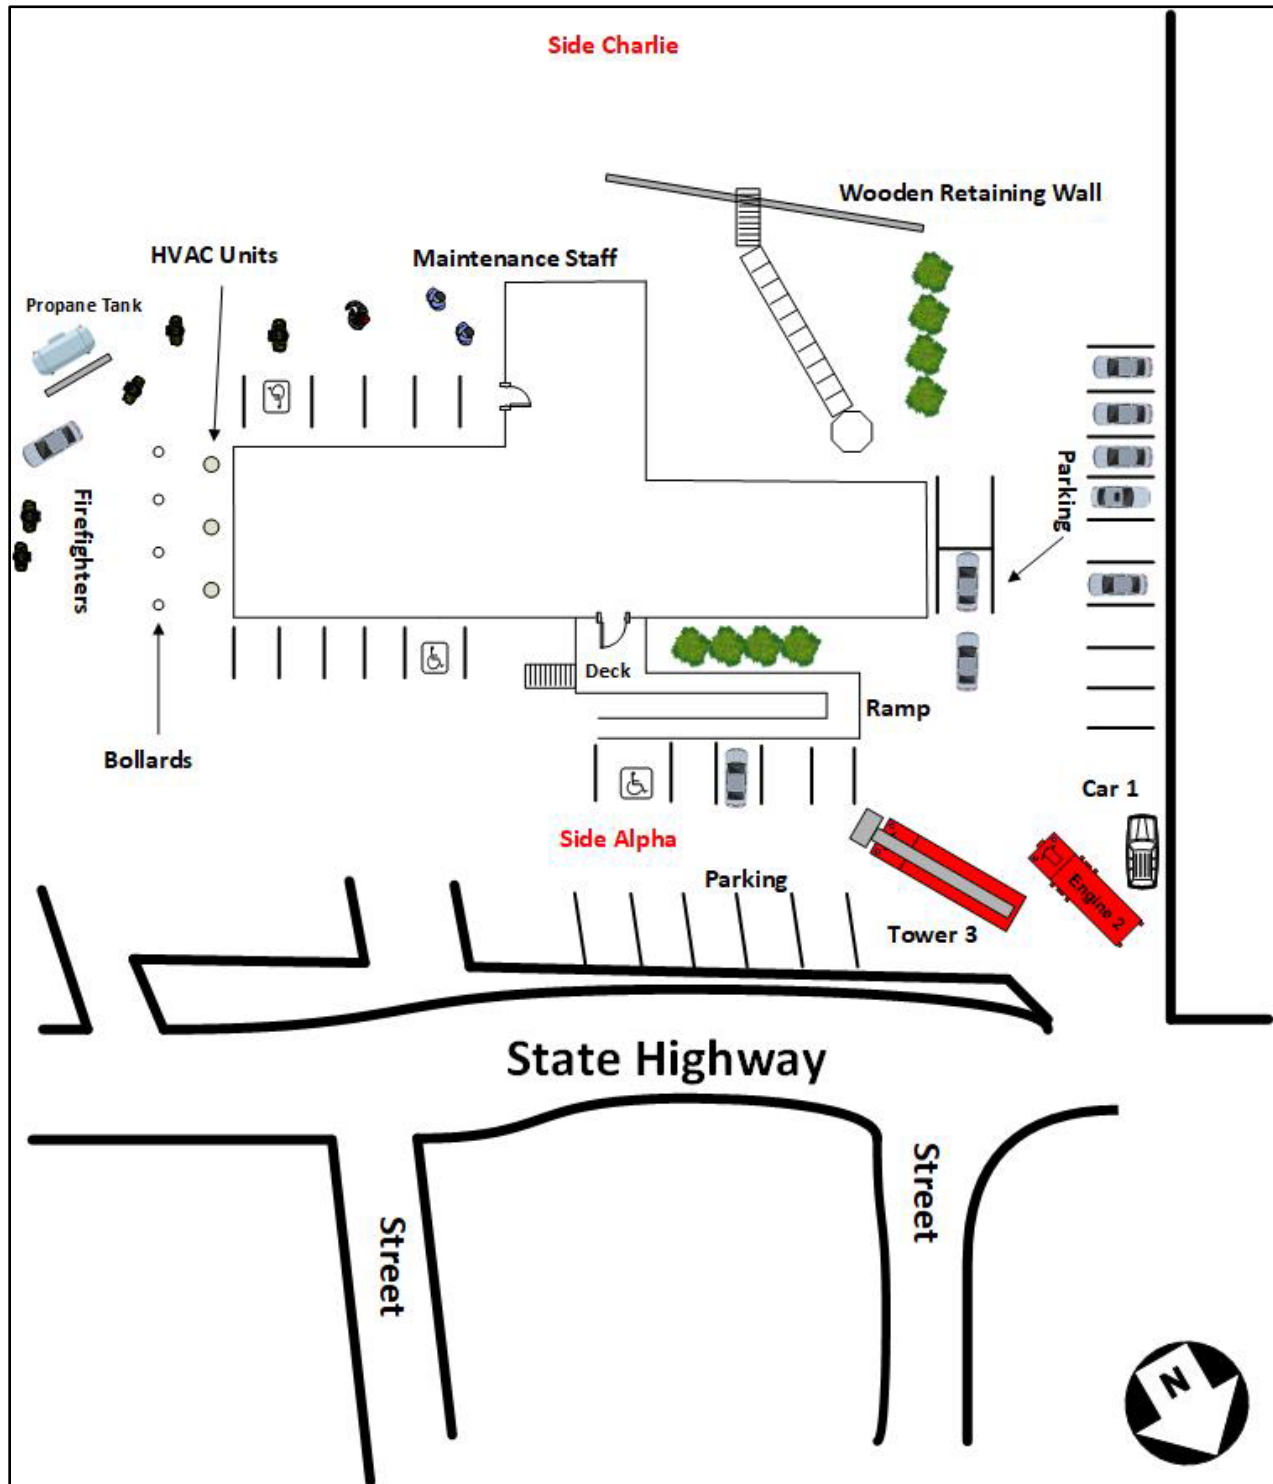 Side Charlie
Wooden Retaining Wall
HVAC Units
Maintenance Staff
Propane Tank
Parking
Firefighters
Deck
Ramp
Bollards
Car 1
Side Alpha
Parking
Engine 2
Tower 3
State Highway
Street
Street
N